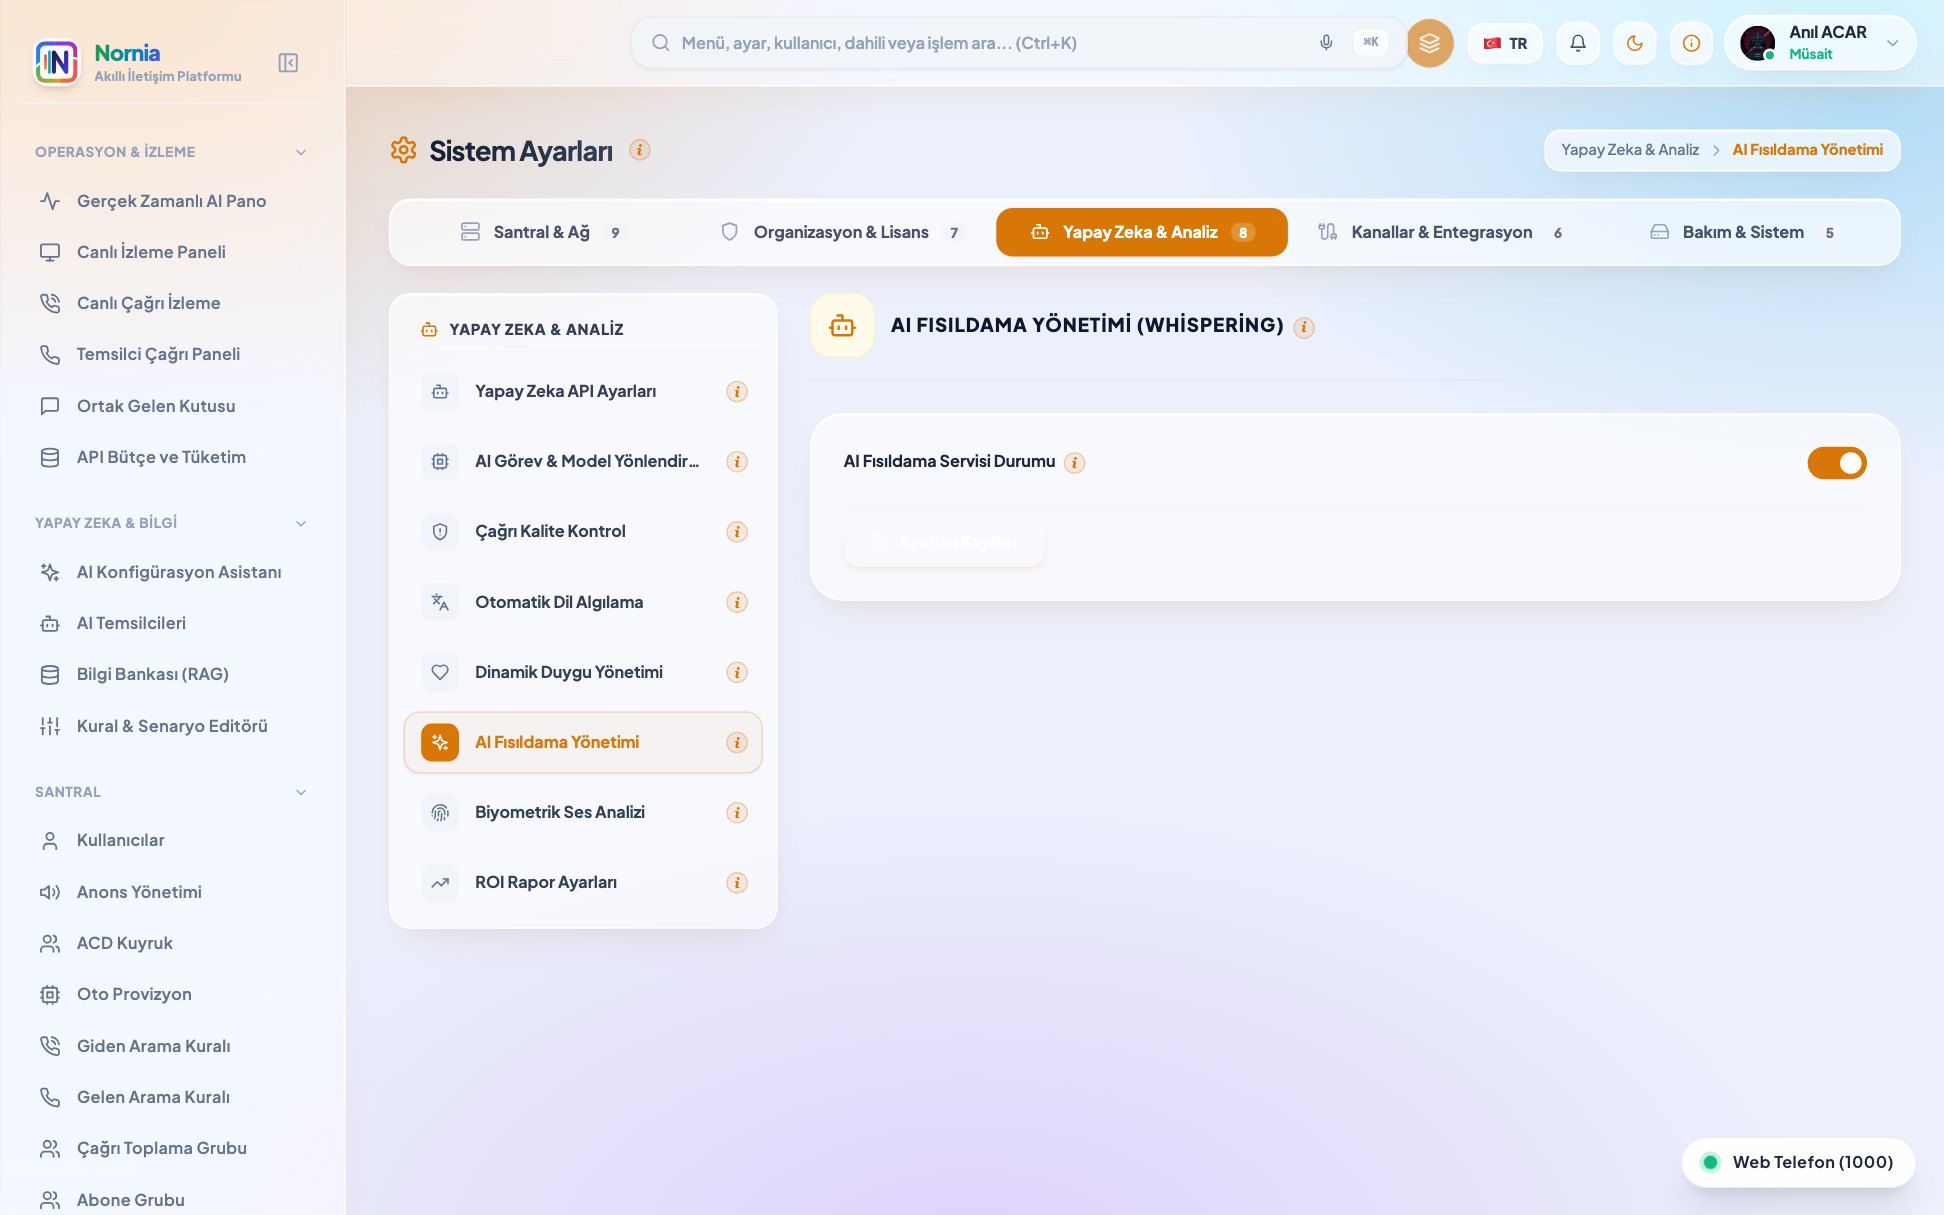 Nornia
Akıllı İletişim Platformu
Menü, ayar, kullanıcı, dahili veya işlem ara... (Ctrl+K)
⌘K
TR
Anıl ACAR
Müsait
OPERASYON & İZLEME
Gerçek Zamanlı AI Pano
Canlı İzleme Paneli
Canlı Çağrı İzleme
Temsilci Çağrı Paneli
Ortak Gelen Kutusu
API Bütçe ve Tüketim
YAPAY ZEKA & BİLGİ
AI Konfigürasyon Asistanı
AI Temsilcileri
Bilgi Bankası (RAG)
Kural & Senaryo Editörü
SANTRAL
Kullanıcılar
Anons Yönetimi
ACD Kuyruk
Oto Provizyon
Giden Arama Kuralı
Gelen Arama Kuralı
Çağrı Toplama Grubu
Abone Grubu
Sistem Ayarları
Yapay Zeka & Analiz > AI Fısıldama Yönetimi
Santral & Ağ 9
Organizasyon & Lisans 7
Yapay Zeka & Analiz 8
Kanallar & Entegrasyon 6
Bakım & Sistem 5
YAPAY ZEKA & ANALİZ
Yapay Zeka API Ayarları
AI Görev & Model Yönlendir...
Çağrı Kalite Kontrol
Otomatik Dil Algılama
Dinamik Duygu Yönetimi
AI Fısıldama Yönetimi
Biyometrik Ses Analizi
ROI Rapor Ayarları
AI FISILDAMA YÖNETİMİ (WHİSPERİNG)
AI Fısıldama Servisi Durumu
Ayarları Kaydet
Web Telefon (1000)